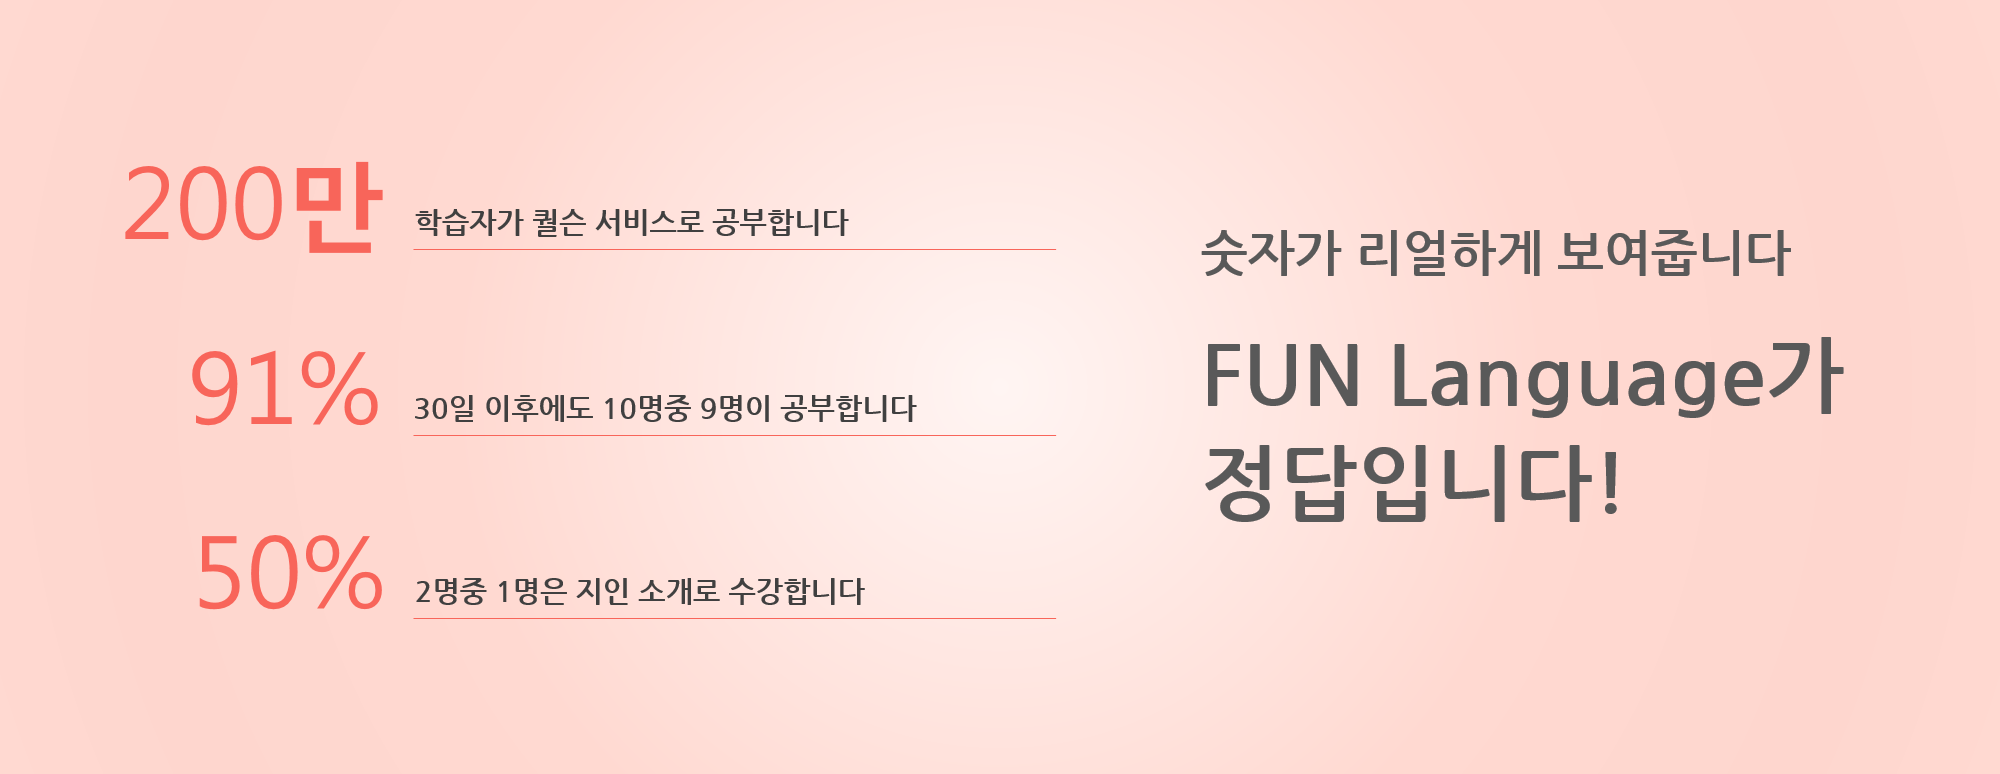 200만
학습자가 퀄슨 서비스로 공부합니다
91%
30일 이후에도 10명중 9명이 공부합니다
50%
2명중 1명은 지인 소개로 수강합니다
숫자가 리얼하게 보여줍니다
FUN Language가
정답입니다!